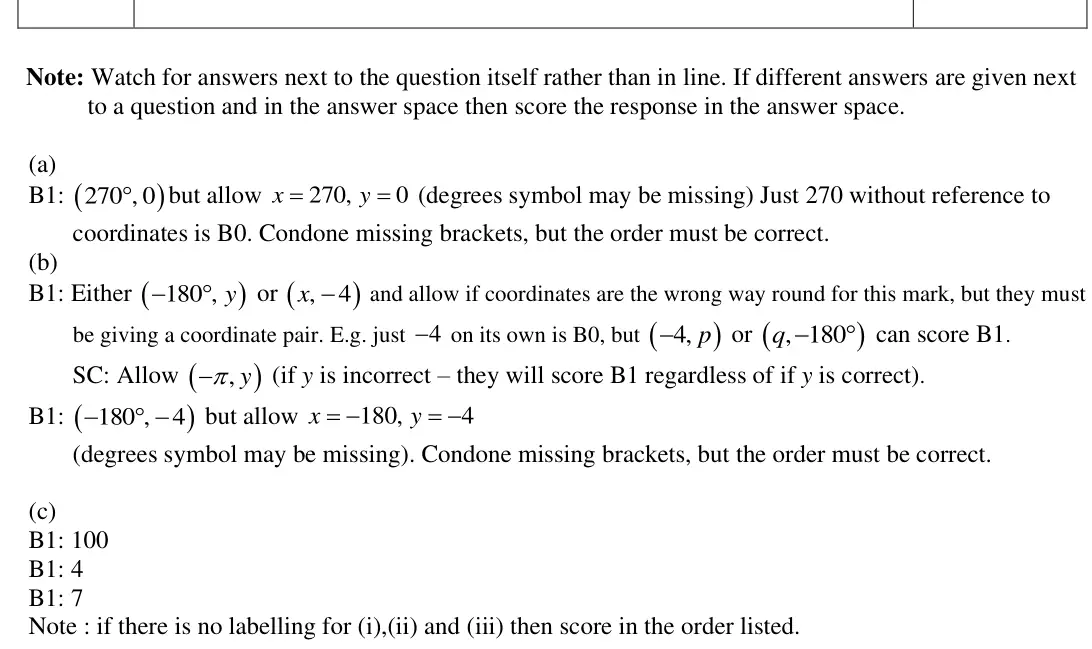 Note: Watch for answers next to the question itself rather than in line. If different answers are given next
to a question and in the answer space then score the response in the answer space.
(a)
B1: (270°, 0) but allow x = 270, y = 0 (degrees symbol may be missing) Just 270 without reference to
coordinates is B0. Condone missing brackets, but the order must be correct.
(b)
B1: Either (−180°, y) or (x, −4) and allow if coordinates are the wrong way round for this mark, but they must
be giving a coordinate pair. E.g. just −4 on its own is B0, but (−4, p) or (q, −180°) can score B1.
SC: Allow (−π, y) (if y is incorrect – they will score B1 regardless of if y is correct).
B1: (−180°, −4) but allow x = −180, y = −4
(degrees symbol may be missing). Condone missing brackets, but the order must be correct.
(c)
B1: 100
B1: 4
B1: 7
Note : if there is no labelling for (i),(ii) and (iii) then score in the order listed.